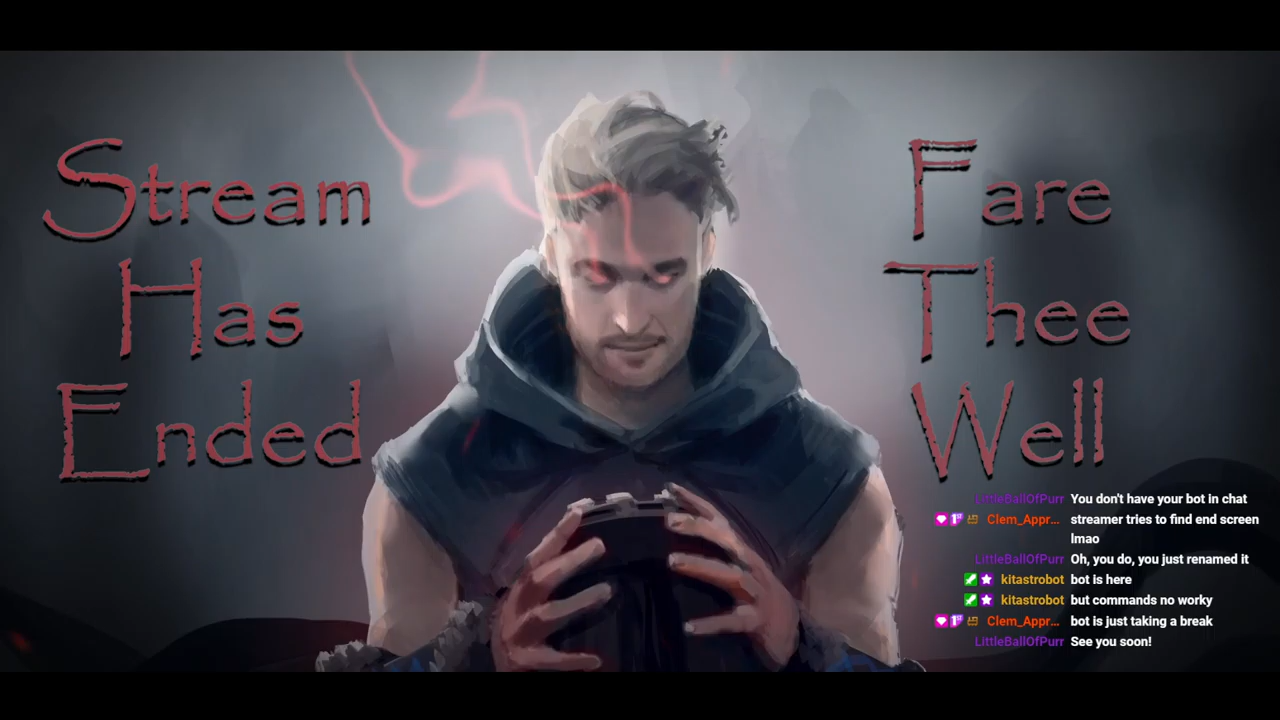 Stream
Has
Ended
Fare
Thee
Well
LittleBallOfPurr You don't have your bot in chat
Clem_Appr... streamer tries to find end screen
lmao
LittleBallOfPurr Oh, you do, you just renamed it
kitastrobot bot is here
kitastrobot but commands no worky
Clem_Appr... bot is just taking a break
LittleBallOfPurr See you soon!